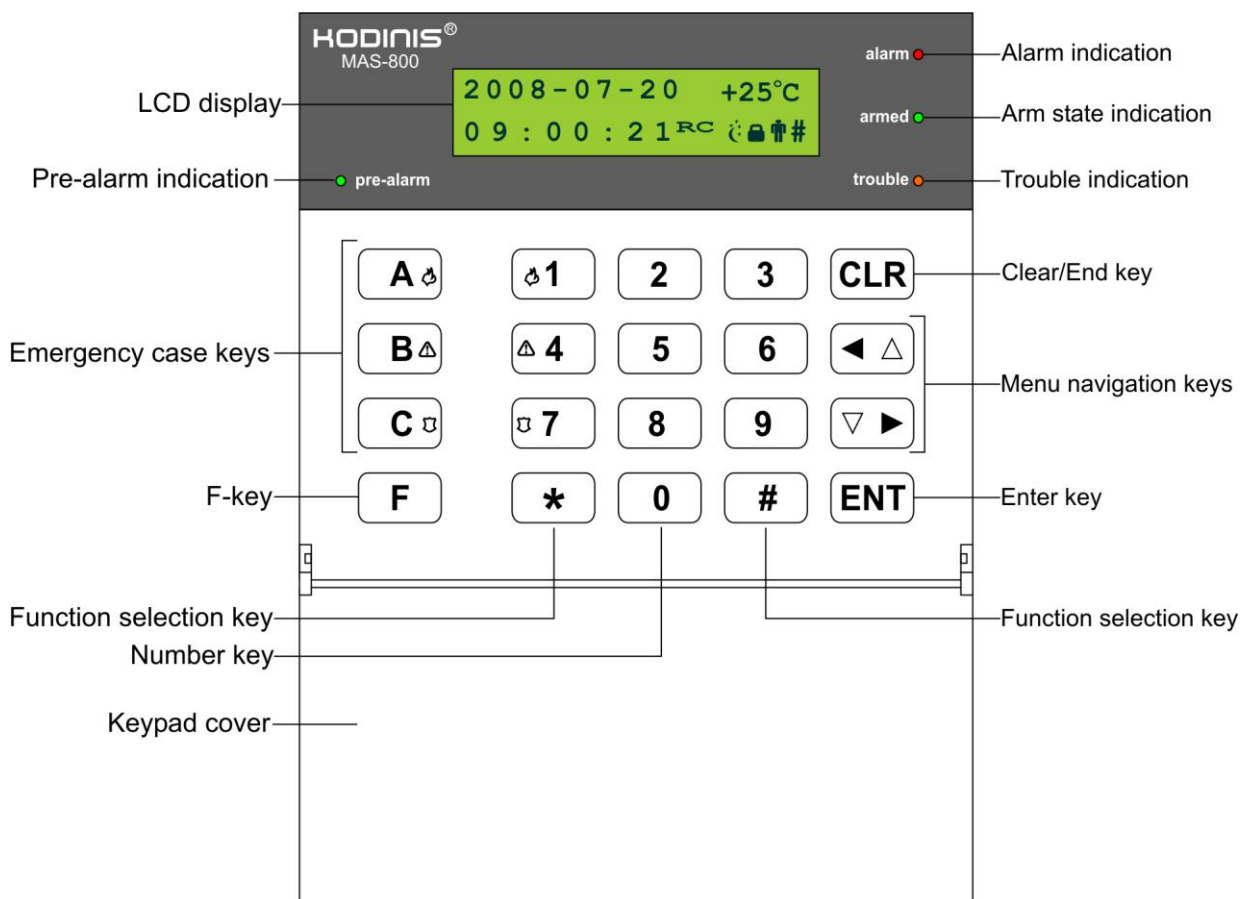 KODINIS®
MAS-800
alarm
Alarm indication
LCD display
2008-07-20 +25°C
09:00:21 RC #
armed
Arm state indication
Pre-alarm indication
pre-alarm
trouble
Trouble indication
A 1 2 3 CLR
Clear/End key
Emergency case keys
B 4 5 6 ◀ △
Menu navigation keys
C 7 8 9 ▽ ▶
F-key
F * 0 # ENT
Enter key
Function selection key
Function selection key
Number key
Keypad cover